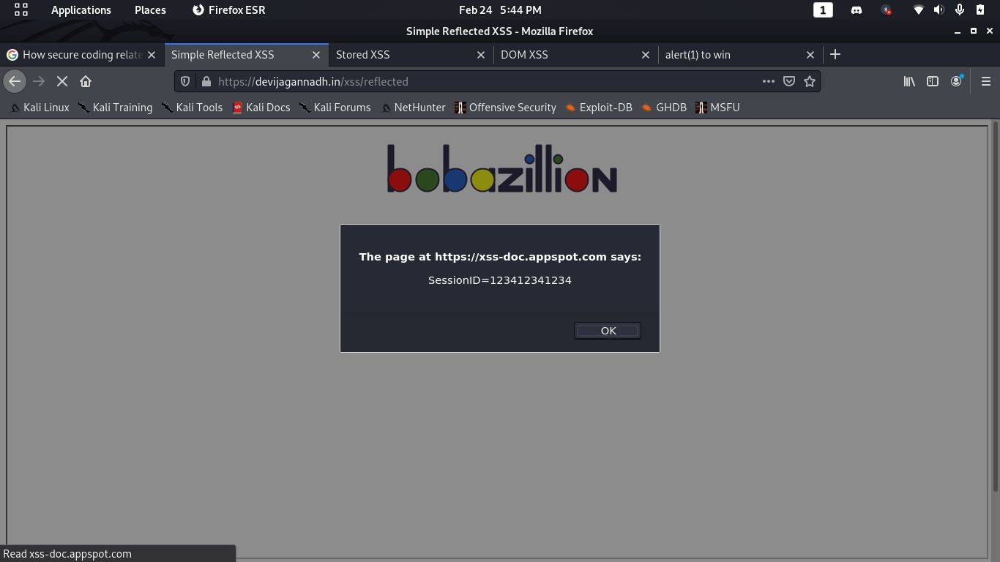 Applications Places Firefox ESR Feb 24 5:44 PM 1
Simple Reflected XSS - Mozilla Firefox
How secure coding relate Simple Reflected XSS Stored XSS DOM XSS alert(1) to win
https://devijagannadh.in/xss/reflected
Kali Linux Kali Training Kali Tools Kali Docs Kali Forums NetHunter Offensive Security Exploit-DB GHDB MSFU
bobazillion
The page at https://xss-doc.appspot.com says:
SessionID=123412341234
OK
Read xss-doc.appspot.com